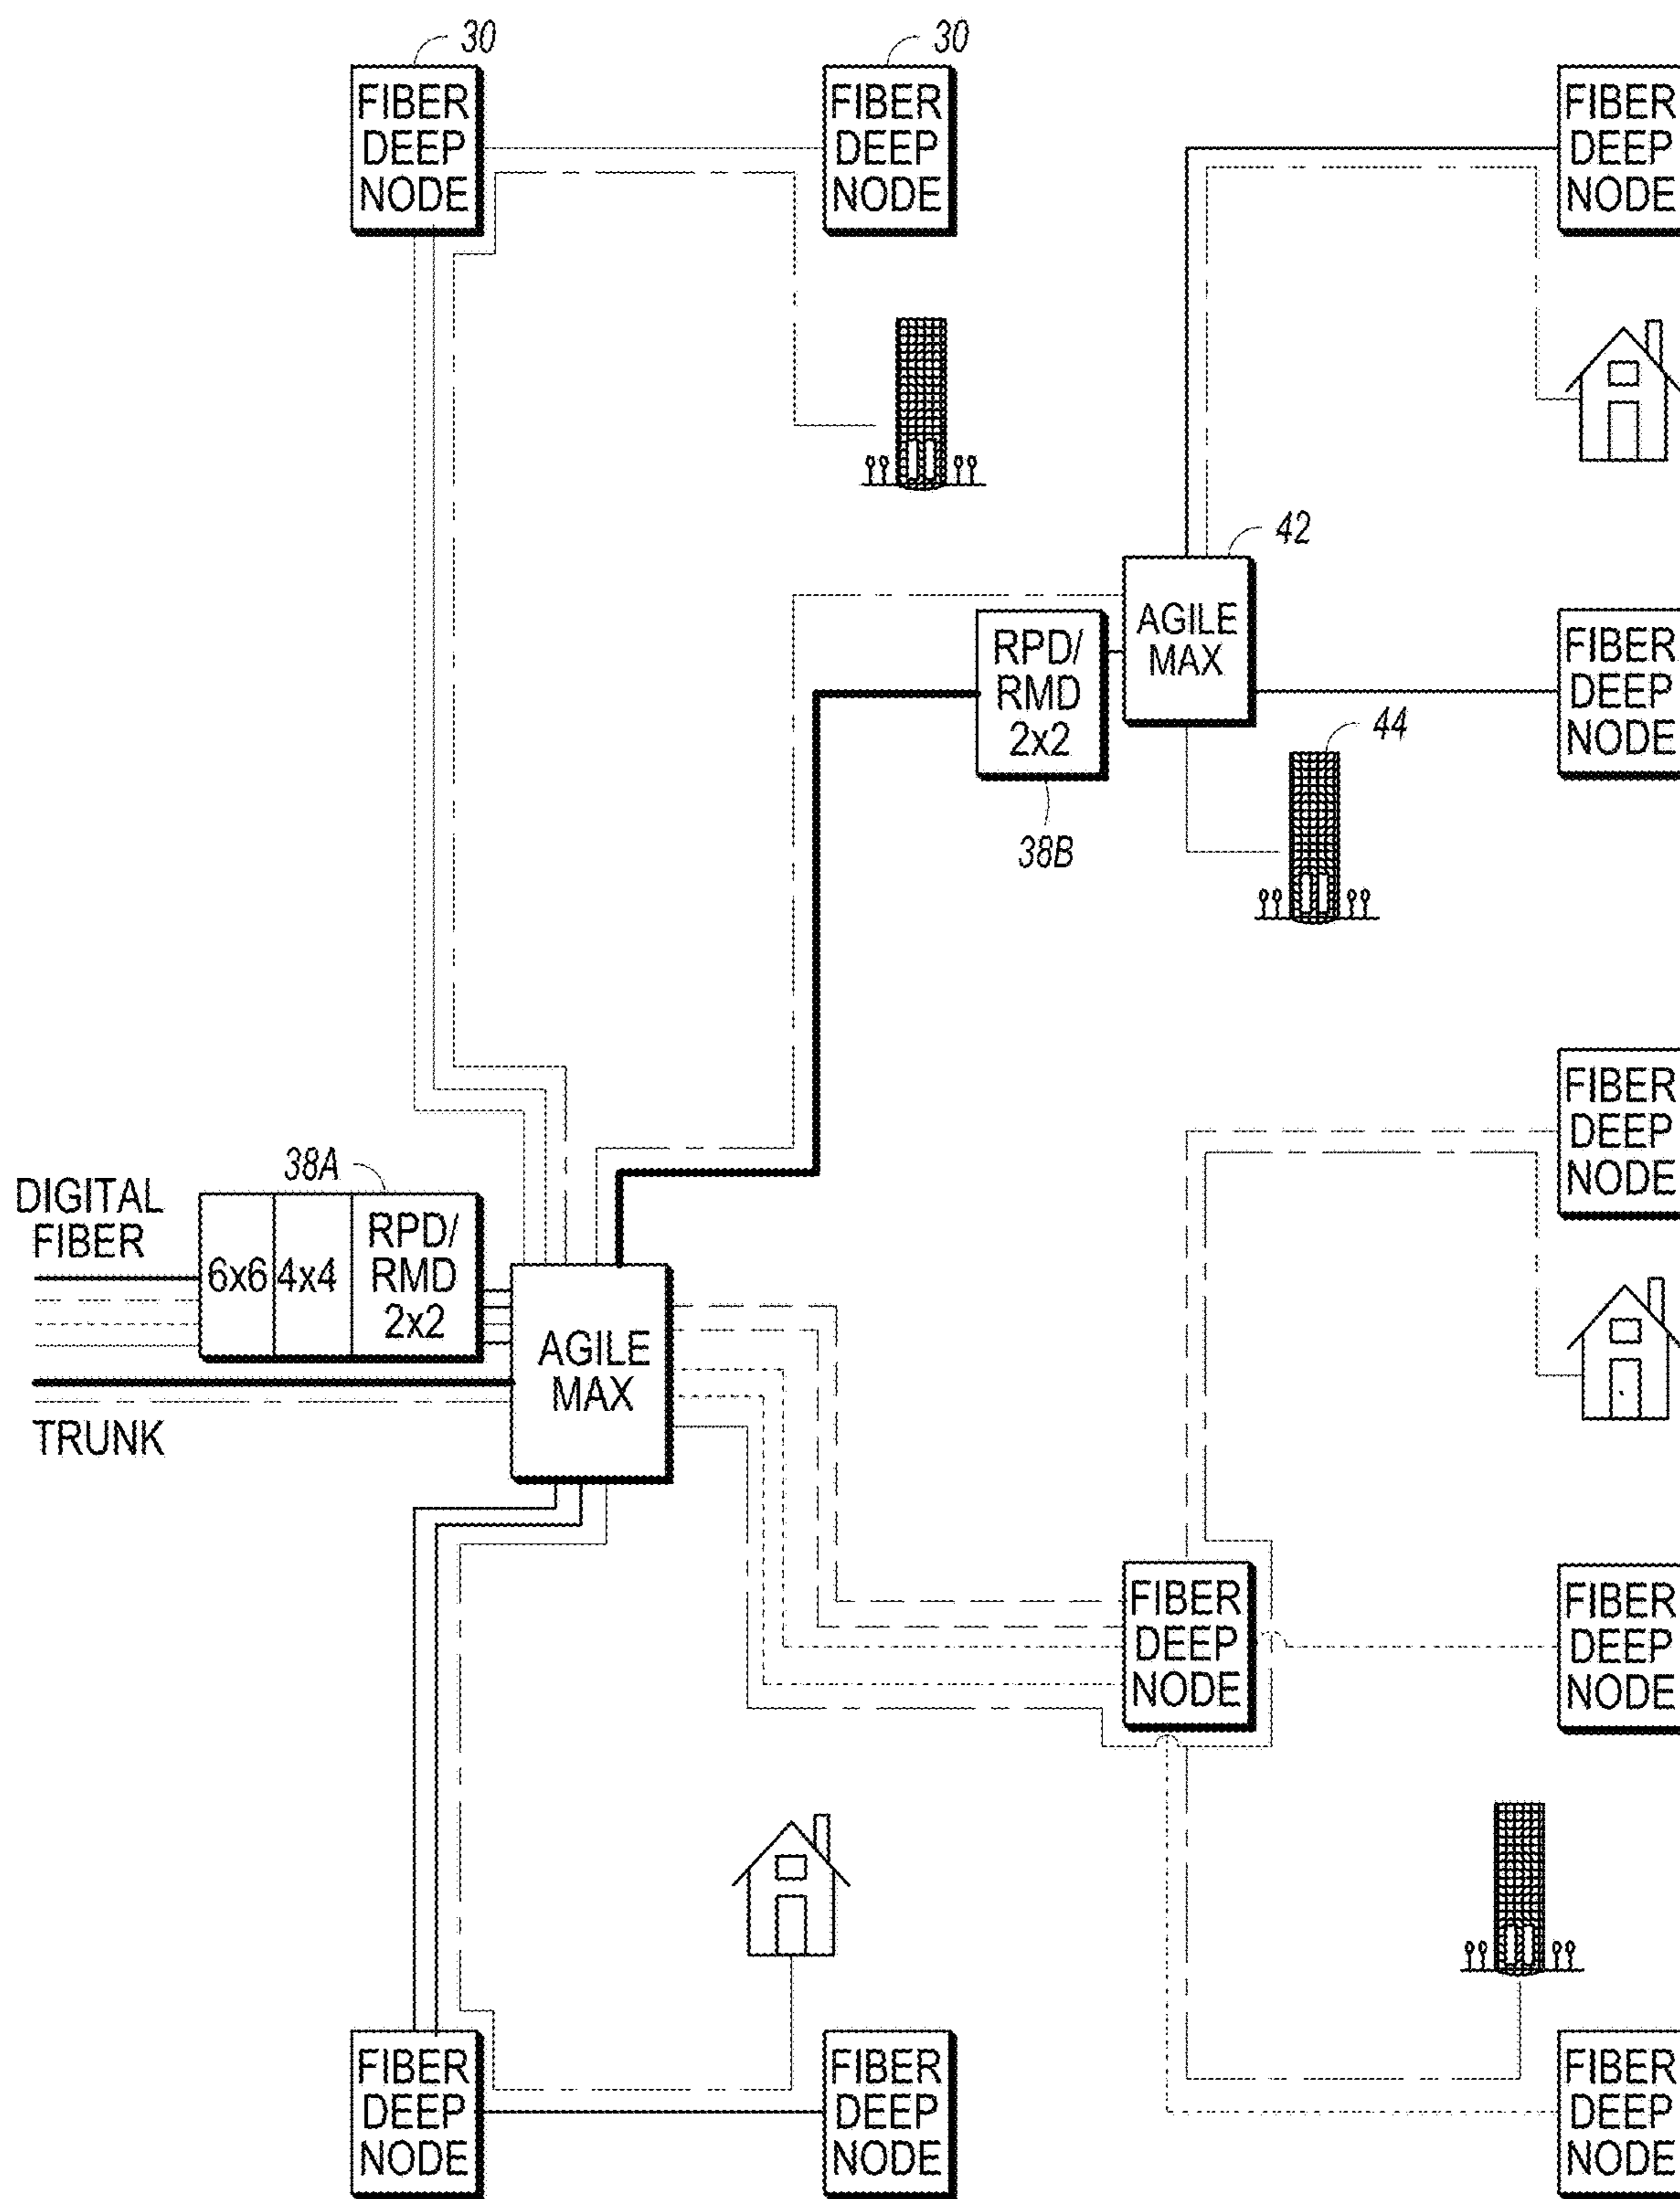 30
30
FIBER
DEEP
NODE
FIBER
DEEP
NODE
FIBER
DEEP
NODE
42
AGILE
MAX
RPD/
RMD
2x2
38B
FIBER
DEEP
NODE
44
FIBER
DEEP
NODE
38A
DIGITAL
FIBER
6x6
4x4
RPD/
RMD
2x2
AGILE
MAX
TRUNK
FIBER
DEEP
NODE
FIBER
DEEP
NODE
FIBER
DEEP
NODE
FIBER
DEEP
NODE
FIBER
DEEP
NODE